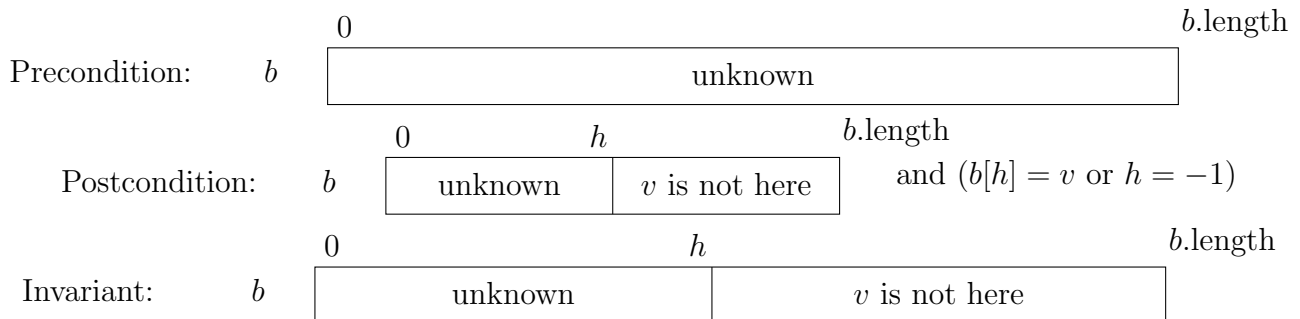 0 b.length
Precondition: b unknown
0 h b.length
Postcondition: b unknown v is not here and (b[h] = v or h = −1)
0 h b.length
Invariant: b unknown v is not here